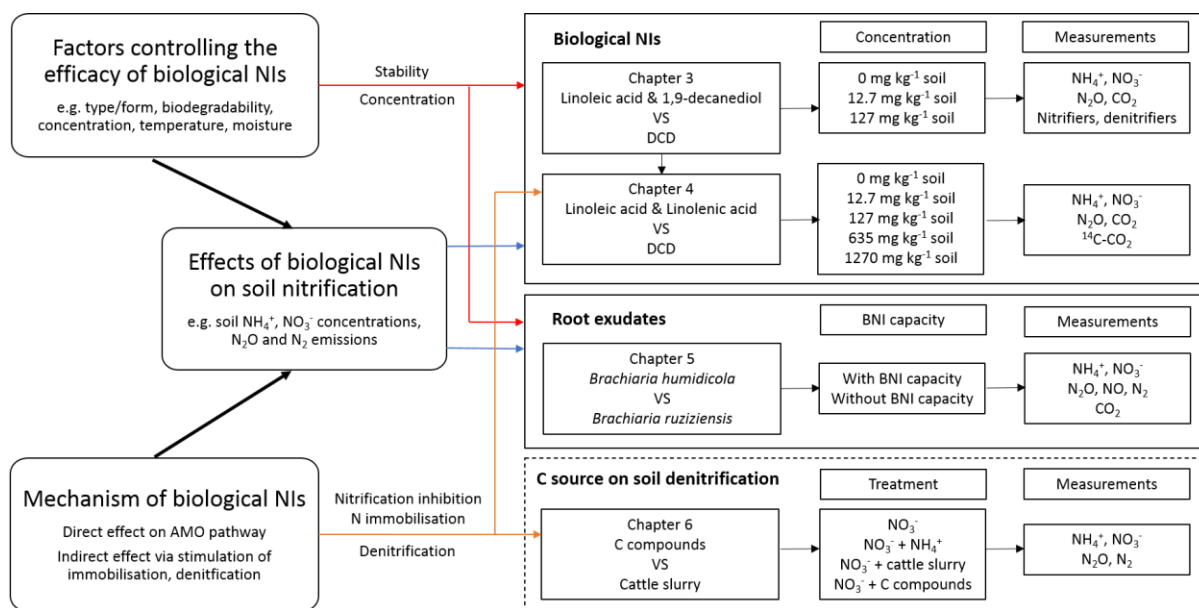 Factors controlling the
efficacy of biological NIs
e.g. type/form, biodegradability,
concentration, temperature, moisture
Effects of biological NIs
on soil nitrification
e.g. soil NH₄⁺, NO₃⁻ concentrations,
N₂O and N₂ emissions
Mechanism of biological NIs
Direct effect on AMO pathway
Indirect effect via stimulation of
immobilisation, denitfication
Stability
Concentration
Nitrification inhibition
N immobilisation
Denitrification
Biological NIs
Concentration
Measurements
Chapter 3
Linoleic acid & 1,9-decanediol
VS
DCD
0 mg kg⁻¹ soil
12.7 mg kg⁻¹ soil
127 mg kg⁻¹ soil
NH₄⁺, NO₃⁻
N₂O, CO₂
Nitrifiers, denitrifiers
Chapter 4
Linoleic acid & Linolenic acid
VS
DCD
0 mg kg⁻¹ soil
12.7 mg kg⁻¹ soil
127 mg kg⁻¹ soil
635 mg kg⁻¹ soil
1270 mg kg⁻¹ soil
NH₄⁺, NO₃⁻
N₂O, CO₂
¹⁴C-CO₂
Root exudates
BNI capacity
Measurements
Chapter 5
Brachiaria humidicola
VS
Brachiaria ruziziensis
With BNI capacity
Without BNI capacity
NH₄⁺, NO₃⁻
N₂O, NO, N₂
CO₂
C source on soil denitrification
Treatment
Measurements
Chapter 6
C compounds
VS
Cattle slurry
NO₃⁻
NO₃⁻ + NH₄⁺
NO₃⁻ + cattle slurry
NO₃⁻ + C compounds
NH₄⁺, NO₃⁻
N₂O, N₂